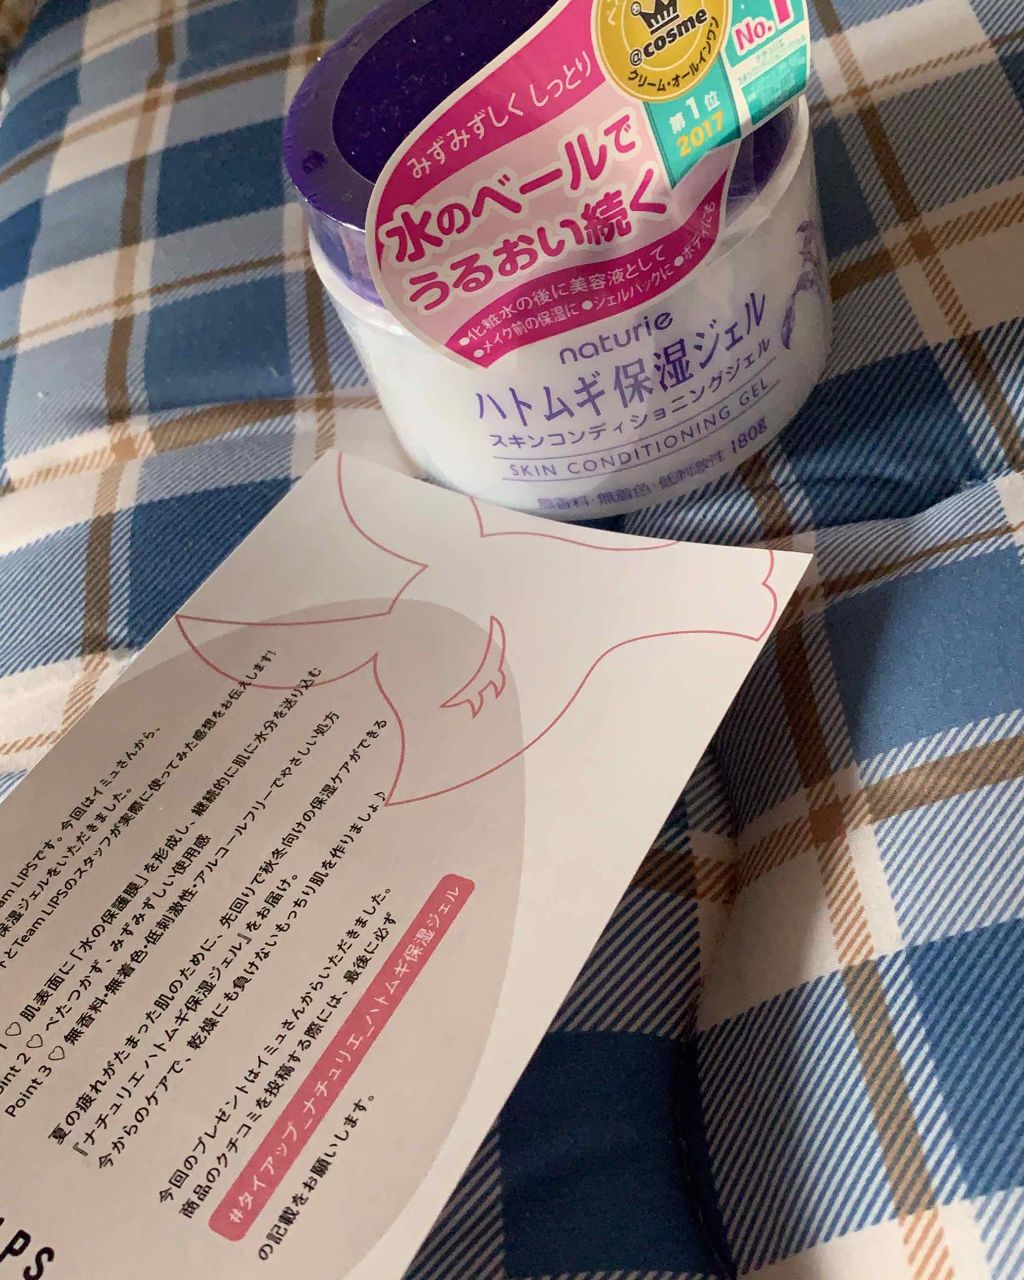 @cosme
クリーム・オールインワン
第1位
2017
No.1
みずみずしく しっとり
水のベールで
うるおい続く
●化粧水の後に美容液として
●メイク前の保湿に ●ジェルパックに ●ボディにも
naturie
ハトムギ保湿ジェル
スキンコンディショニングジェル
SKIN CONDITIONING GEL 180g
無香料・無着色・低刺激性
am LIPSです。今回はイミュさんから、
保湿ジェルをいただきました。
とTeam LIPSのスタッフが実際に使ってみた感想をお伝えします!
1♡ 肌表面に「水の保護膜」を形成し、継続的に肌に水分を送り込む
oint 2♡ べたつかず、みずみずしい使用感
Point 3♡ 無香料・無着色・低刺激性・アルコールフリーでやさしい処方
夏の疲れがたまった肌のために、先回りで秋冬向けの保湿ケアができる
『ナチュリエ ハトムギ保湿ジェル』をお届け。
今からのケアで、乾燥にも負けないもっちり肌を作りましょ♪
今回のプレゼントはイミュさんからいただきました。
商品のクチコミを投稿する際には、最後に必ず
#タイアップ_ナチュリエ_ハトムギ保湿ジェル
の記載をお願いします。
IPS